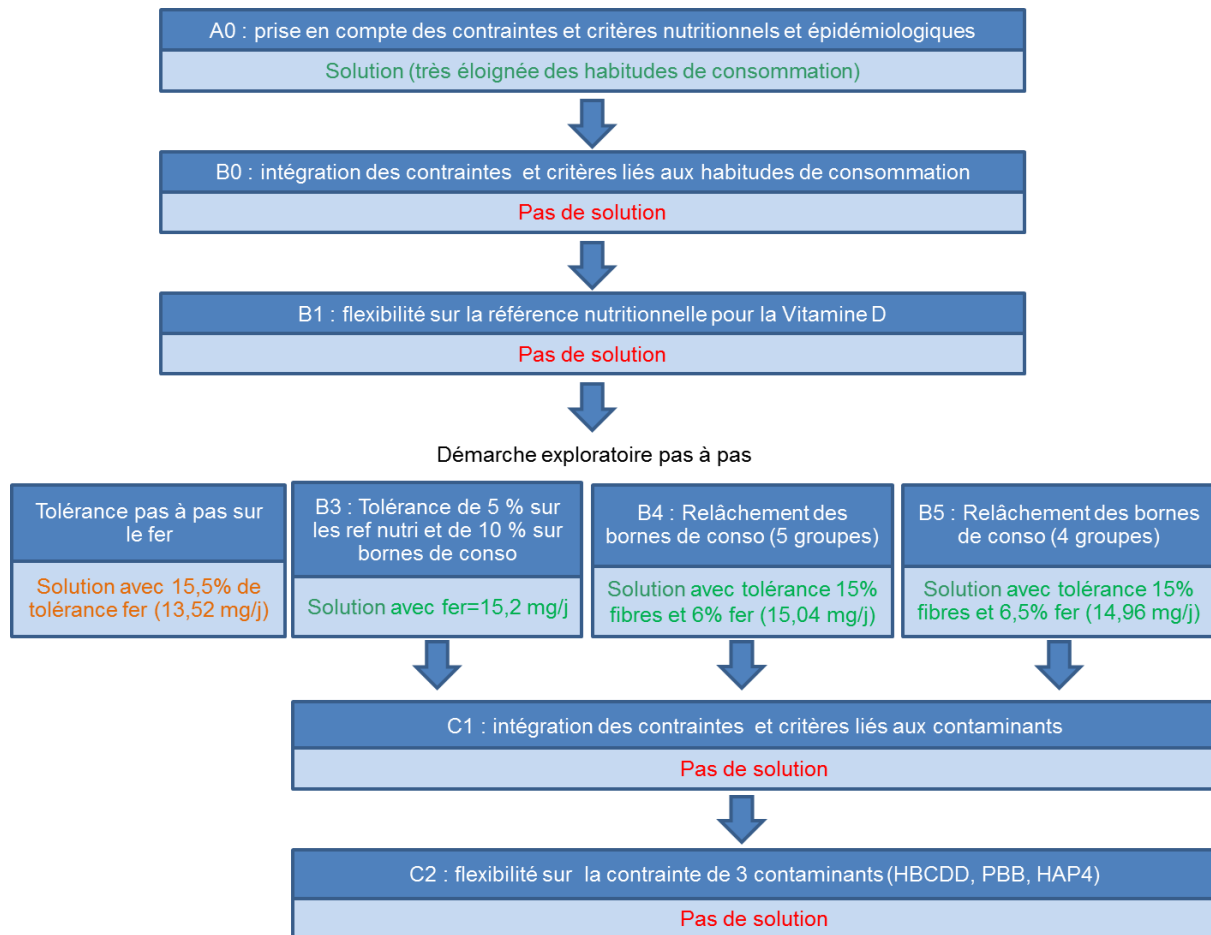 A0 : prise en compte des contraintes et critères nutritionnels et épidémiologiques
Solution (très éloignée des habitudes de consommation)
B0 : intégration des contraintes et critères liés aux habitudes de consommation
Pas de solution
B1 : flexibilité sur la référence nutritionnelle pour la Vitamine D
Pas de solution
Démarche exploratoire pas à pas
Tolérance pas à pas sur
le fer
Solution avec 15,5% de
tolérance fer (13,52 mg/j)
B3 : Tolérance de 5 % sur
les ref nutri et de 10 % sur
bornes de conso
Solution avec fer=15,2 mg/j
B4 : Relâchement des
bornes de conso (5 groupes)
Solution avec tolérance 15%
fibres et 6% fer (15,04 mg/j)
B5 : Relâchement des bornes
de conso (4 groupes)
Solution avec tolérance 15%
fibres et 6,5% fer (14,96 mg/j)
C1 : intégration des contraintes et critères liés aux contaminants
Pas de solution
C2 : flexibilité sur la contrainte de 3 contaminants (HBCDD, PBB, HAP4)
Pas de solution